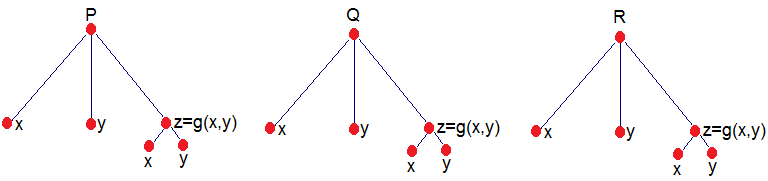 P Q R
x y z=g(x,y) x y z=g(x,y) x y z=g(x,y)
x y x y x y